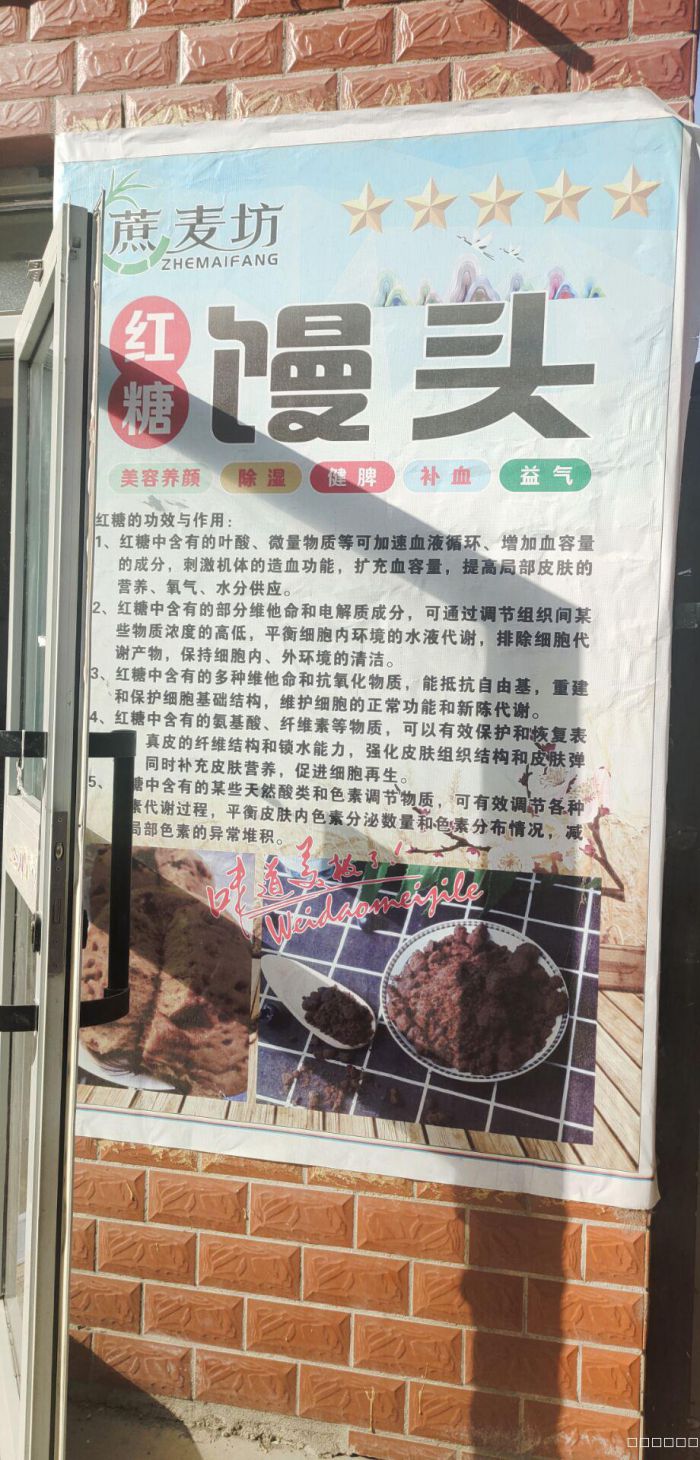 蔗麦坊
ZHEMAIFANG
红糖
馒头
美容养颜 除湿 健脾 补血 益气
红糖的功效与作用：
1、红糖中含有的叶酸、微量物质等可加速血液循环、增加血容量
的成分，刺激机体的造血功能，扩充血容量，提高局部皮肤的
营养、氧气、水分供应。
2、红糖中含有的部分维他命和电解质成分，可通过调节组织间某
些物质浓度的高低，平衡细胞内环境的水液代谢，排除细胞代
谢产物，保持细胞内、外环境的清洁。
3、红糖中含有的多种维他命和抗氧化物质，能抵抗自由基，重建
和保护细胞基础结构，维护细胞的正常功能和新陈代谢。
4、红糖中含有的氨基酸、纤维素等物质，可以有效保护和恢复表
真皮的纤维结构和锁水能力，强化皮肤组织结构和皮肤弹
同时补充皮肤营养，促进细胞再生。
5、糖中含有的某些天然酸类和色素调节物质，可有效调节各种
素代谢过程，平衡皮肤内色素分泌数量和色素分布情况，减
局部色素的异常堆积。
味道美极了！
Weidaomeijile